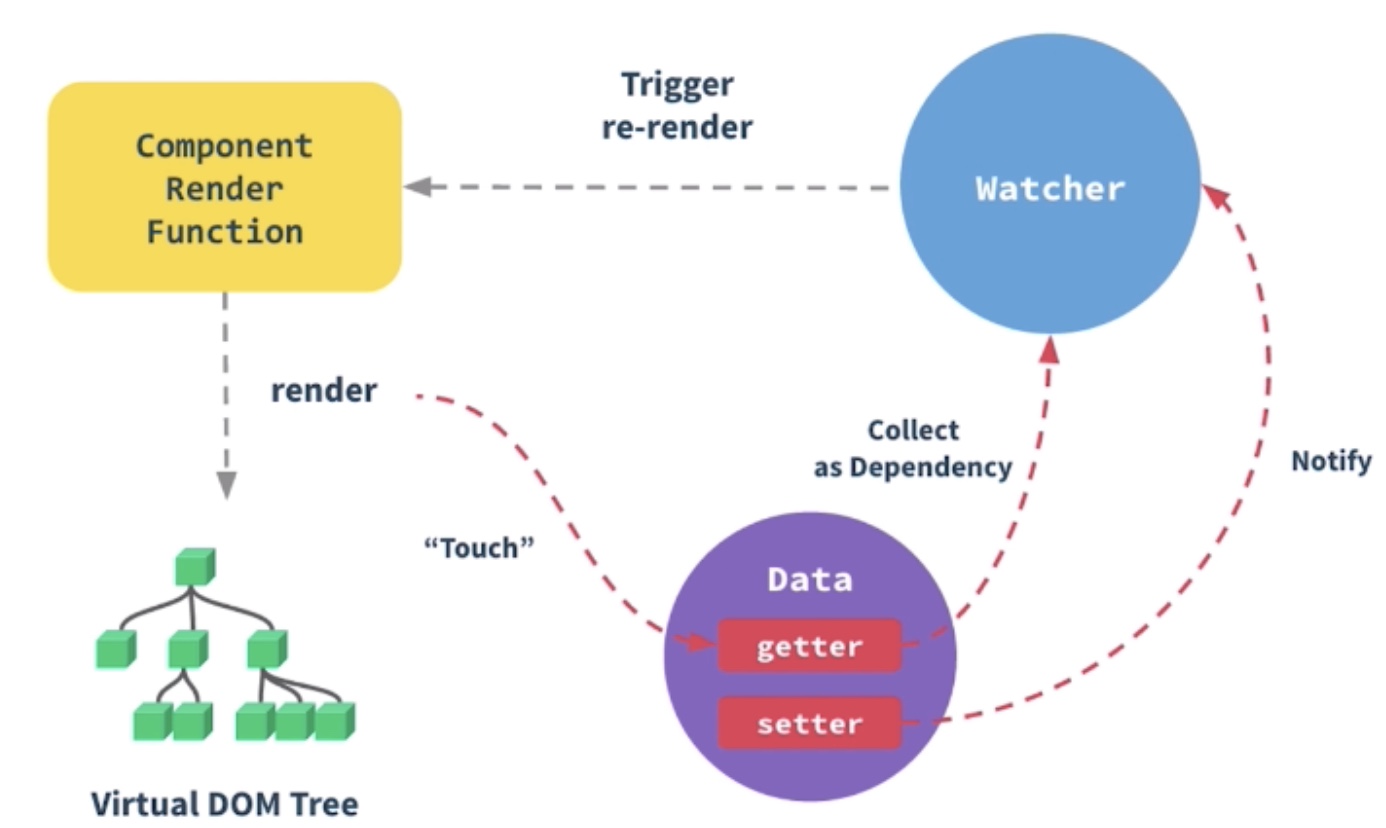 Trigger
re-render
Component
Render
Function
Watcher
render
Collect
as Dependency
Notify
“Touch”
Data
getter
setter
Virtual DOM Tree